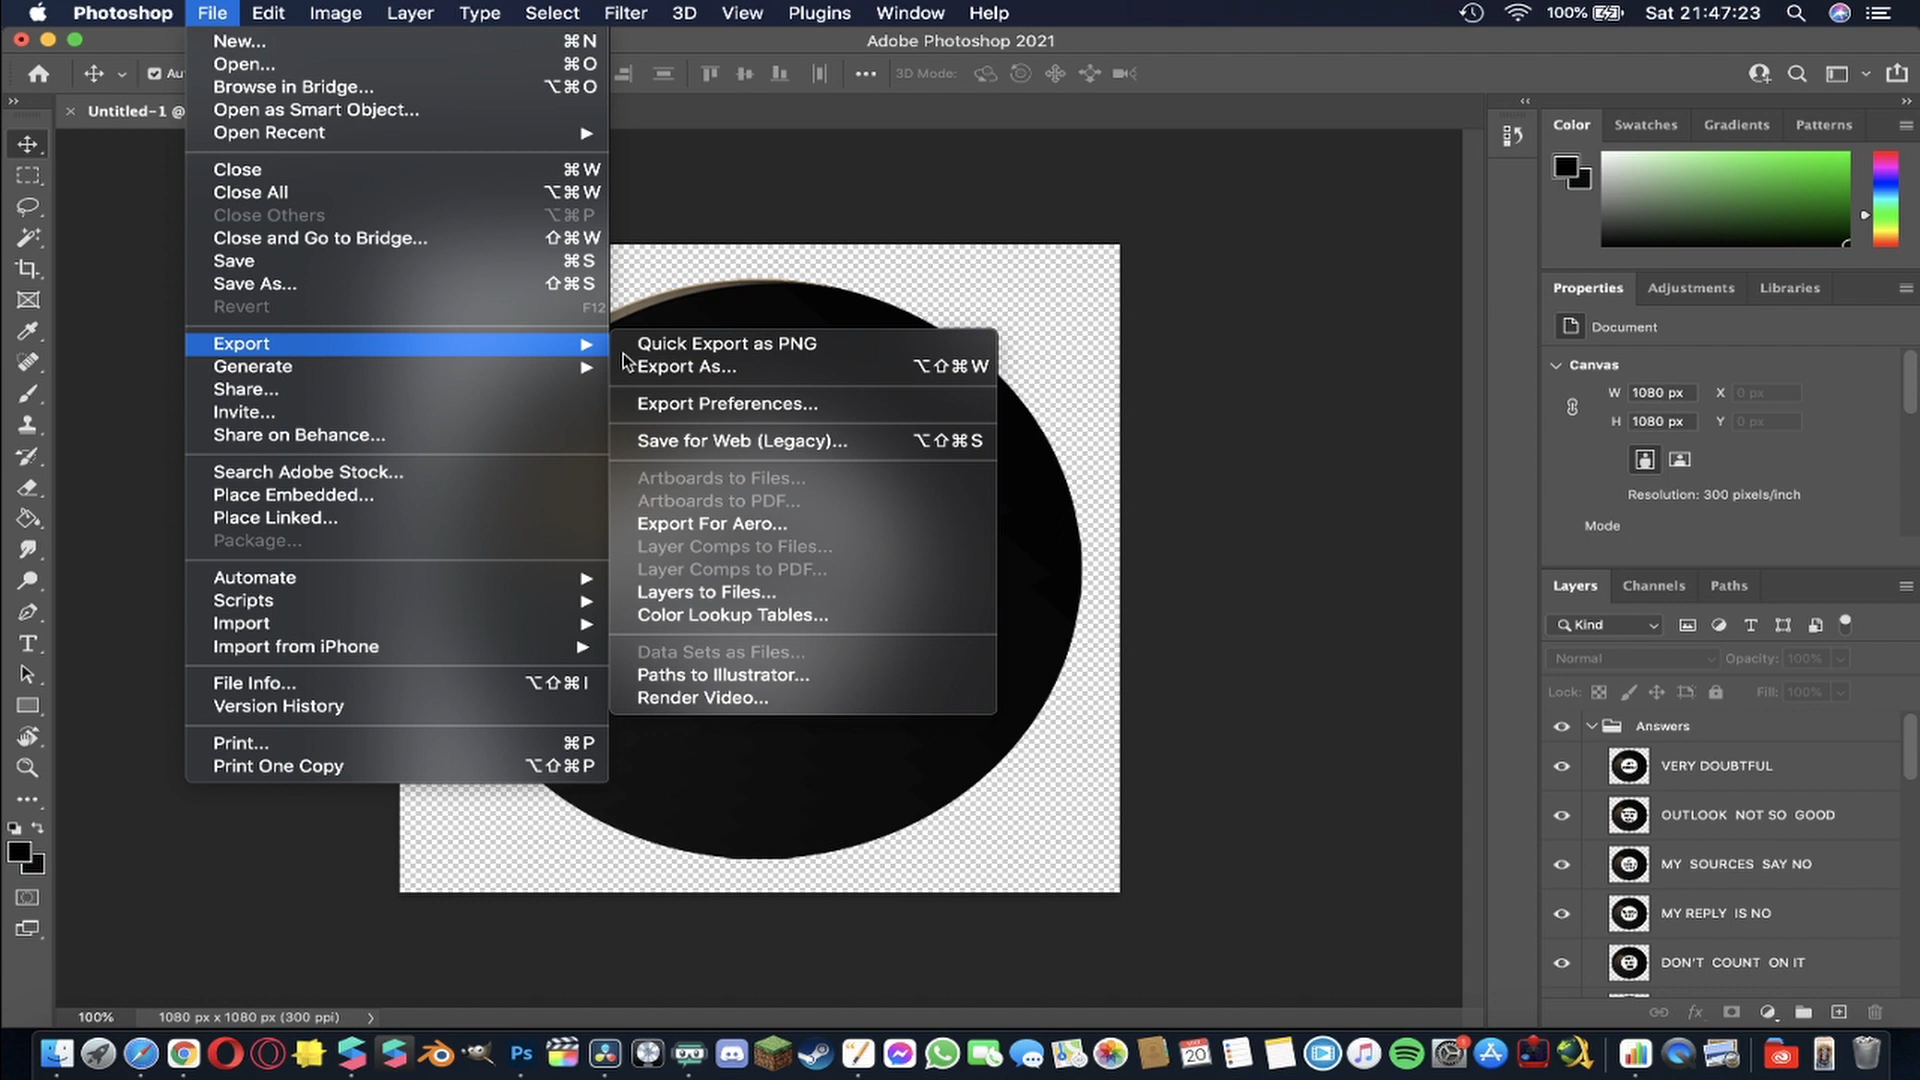 Photoshop File Edit Image Layer Type Select Filter 3D View Plugins Window Help 100% Sat 21:47:23
Adobe Photoshop 2021
Au 3D Mode:
Untitled-1 @
New... ⌘N
Open... ⌘O
Browse in Bridge... ⌥⌘O
Open as Smart Object...
Open Recent ▶
Close ⌘W
Close All ⌥⌘W
Close Others ⌥⌘P
Close and Go to Bridge... ⇧⌘W
Save ⌘S
Save As... ⇧⌘S
Revert F12
Export ▶
Generate ▶
Share...
Invite...
Share on Behance...
Search Adobe Stock...
Place Embedded...
Place Linked...
Package...
Automate ▶
Scripts ▶
Import ▶
Import from iPhone ▶
File Info... ⌥⇧⌘I
Version History
Print... ⌘P
Print One Copy ⌥⇧⌘P
Quick Export as PNG
Export As... ⌥⇧⌘W
Export Preferences...
Save for Web (Legacy)... ⌥⇧⌘S
Artboards to Files...
Artboards to PDF...
Export For Aero...
Layer Comps to Files...
Layer Comps to PDF...
Layers to Files...
Color Lookup Tables...
Data Sets as Files...
Paths to Illustrator...
Render Video...
Color Swatches Gradients Patterns
Properties Adjustments Libraries
Document
Canvas
W 1080 px X 0 px
H 1080 px Y 0 px
Resolution: 300 pixels/inch
Mode
Layers Channels Paths
Kind
Normal Opacity: 100%
Lock: Fill: 100%
Answers
VERY DOUBTFUL
OUTLOOK NOT SO GOOD
MY SOURCES SAY NO
MY REPLY IS NO
DON'T COUNT ON IT
fx
100% 1080 px x 1080 px (300 ppi)
Ps
20